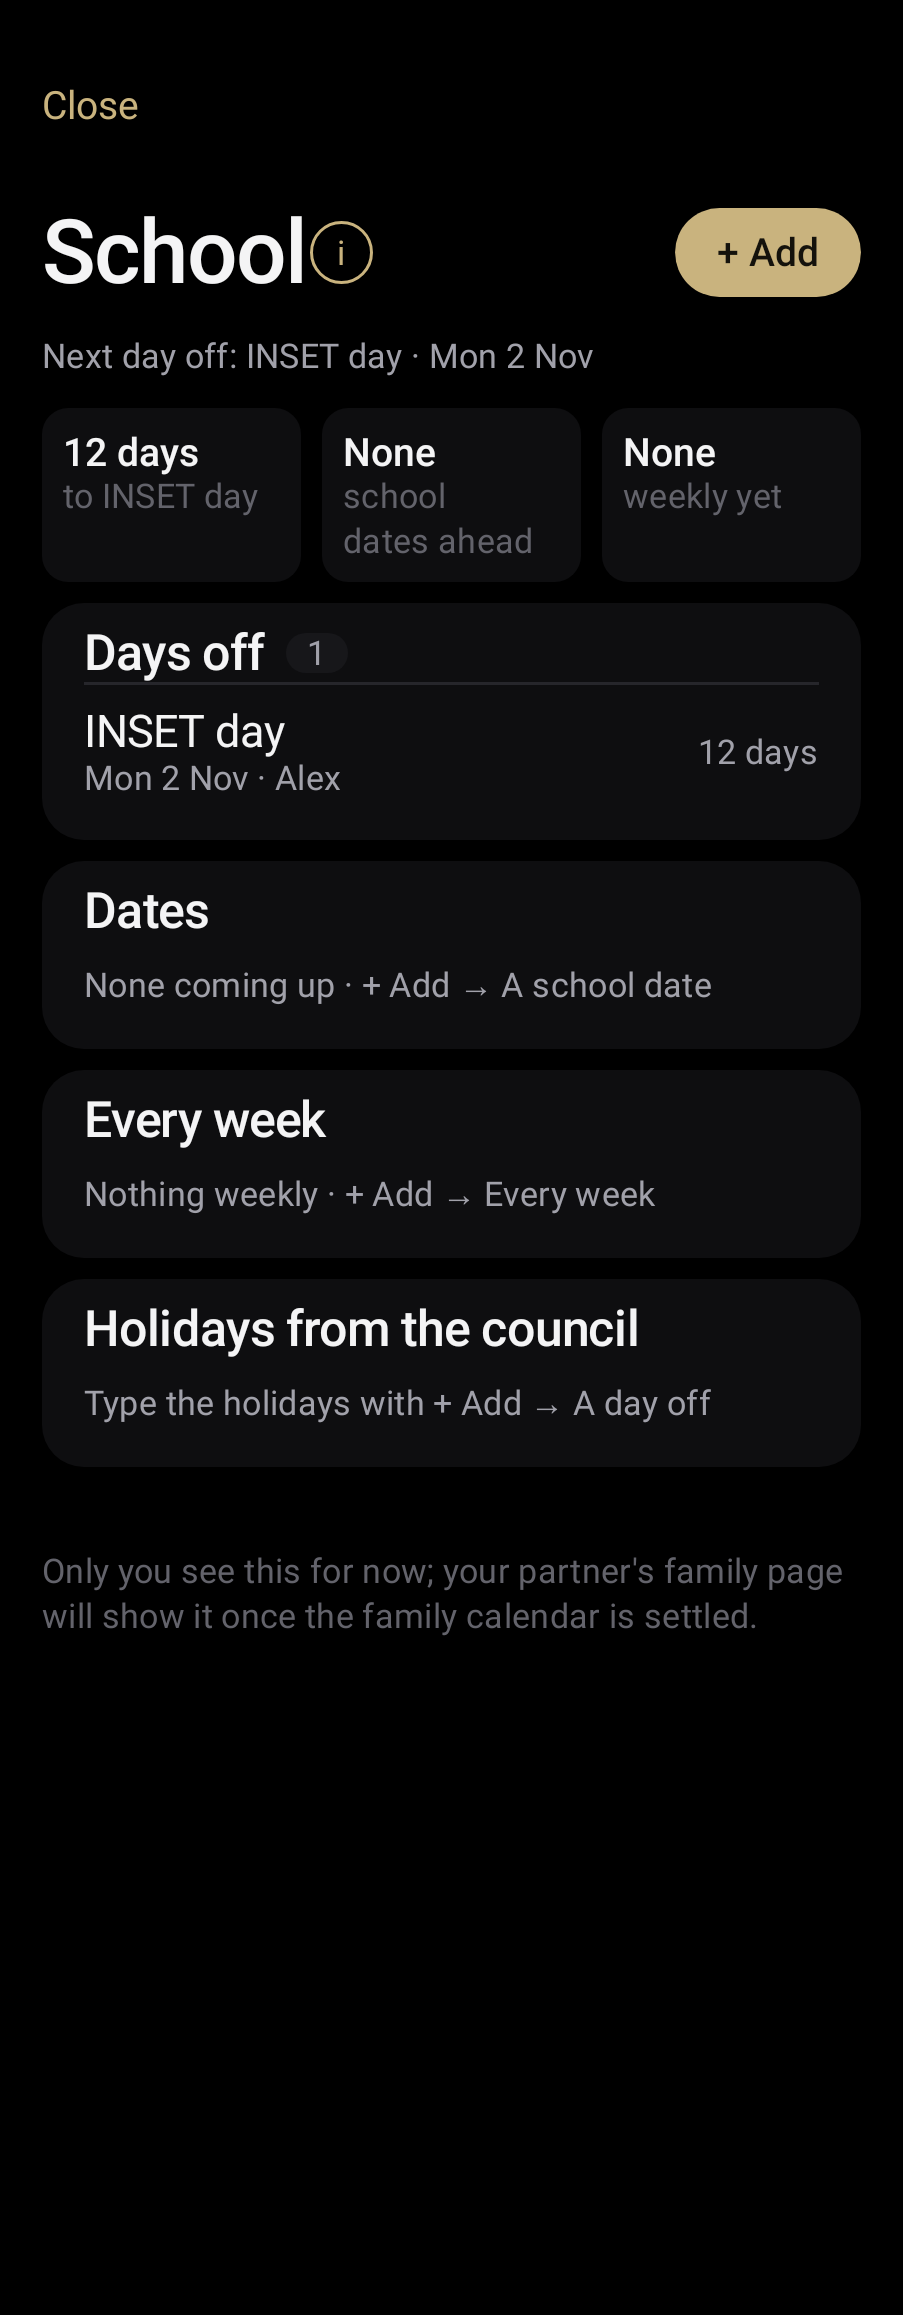 Close
School i
+ Add
Next day off: INSET day · Mon 2 Nov
12 days
to INSET day
None
school
dates ahead
None
weekly yet
Days off 1
INSET day
Mon 2 Nov · Alex
12 days
Dates
None coming up · + Add → A school date
Every week
Nothing weekly · + Add → Every week
Holidays from the council
Type the holidays with + Add → A day off
Only you see this for now; your partner's family page
will show it once the family calendar is settled.